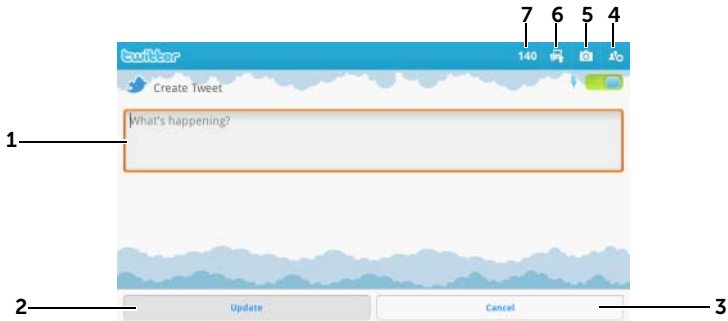 7 6 5 4
twitter
140
Create Tweet
What's happening?
1
2
Update
Cancel
3